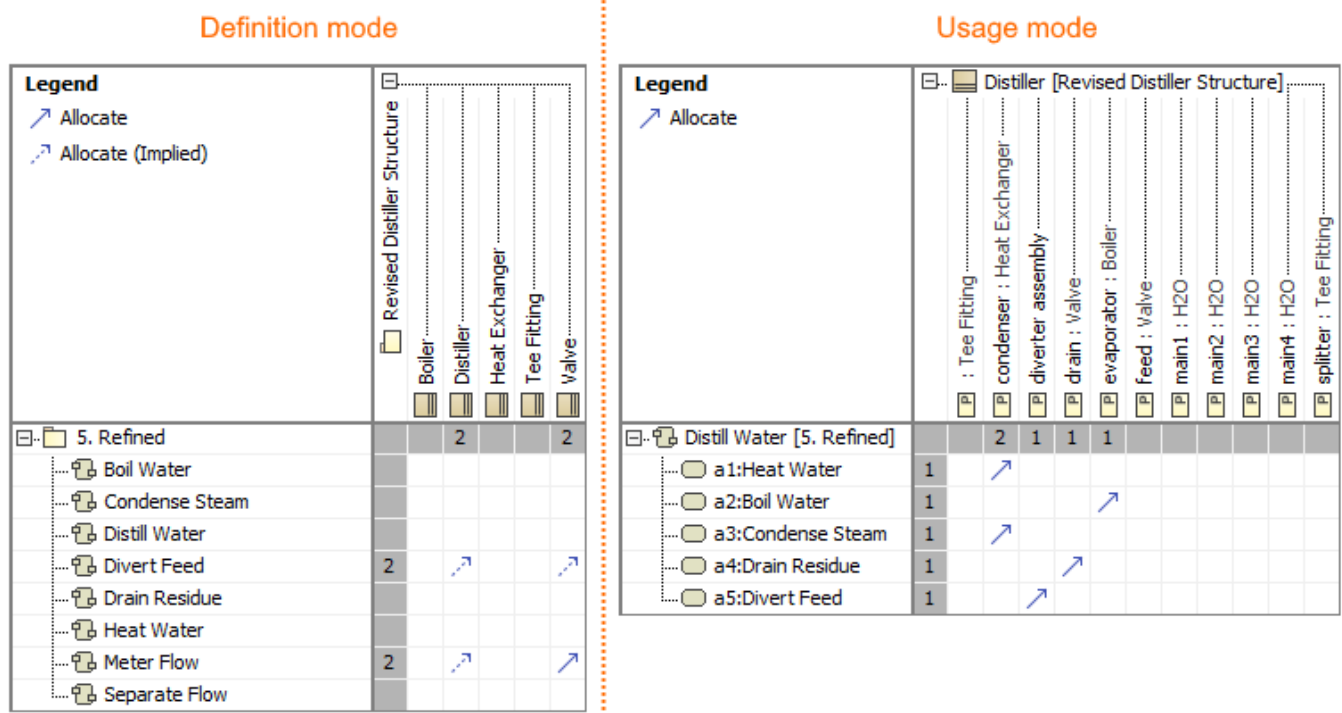 Definition mode
Legend
Allocate
Allocate (Implied)
Revised Distiller Structure
Boiler
Distiller
Heat Exchanger
Tee Fitting
Valve
5. Refined 2 2
Boil Water
Condense Steam
Distill Water
Divert Feed 2
Drain Residue
Heat Water
Meter Flow 2
Separate Flow
Usage mode
Legend
Allocate
Distiller [Revised Distiller Structure]
P : Tee Fitting
P condenser : Heat Exchanger
P diverter assembly
P drain : Valve
P evaporator : Boiler
P feed : Valve
P main1 : H2O
P main2 : H2O
P main3 : H2O
P main4 : H2O
P splitter : Tee Fitting
Distill Water [5. Refined] 2 1 1 1
a1:Heat Water 1
a2:Boil Water 1
a3:Condense Steam 1
a4:Drain Residue 1
a5:Divert Feed 1